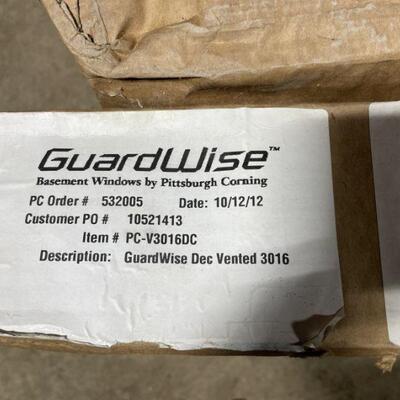 GuardWise™
Basement Windows by Pittsburgh Corning
PC Order # 532005 Date: 10/12/12
Customer PO # 10521413
Item # PC-V3016DC
Description: GuardWise Dec Vented 3016